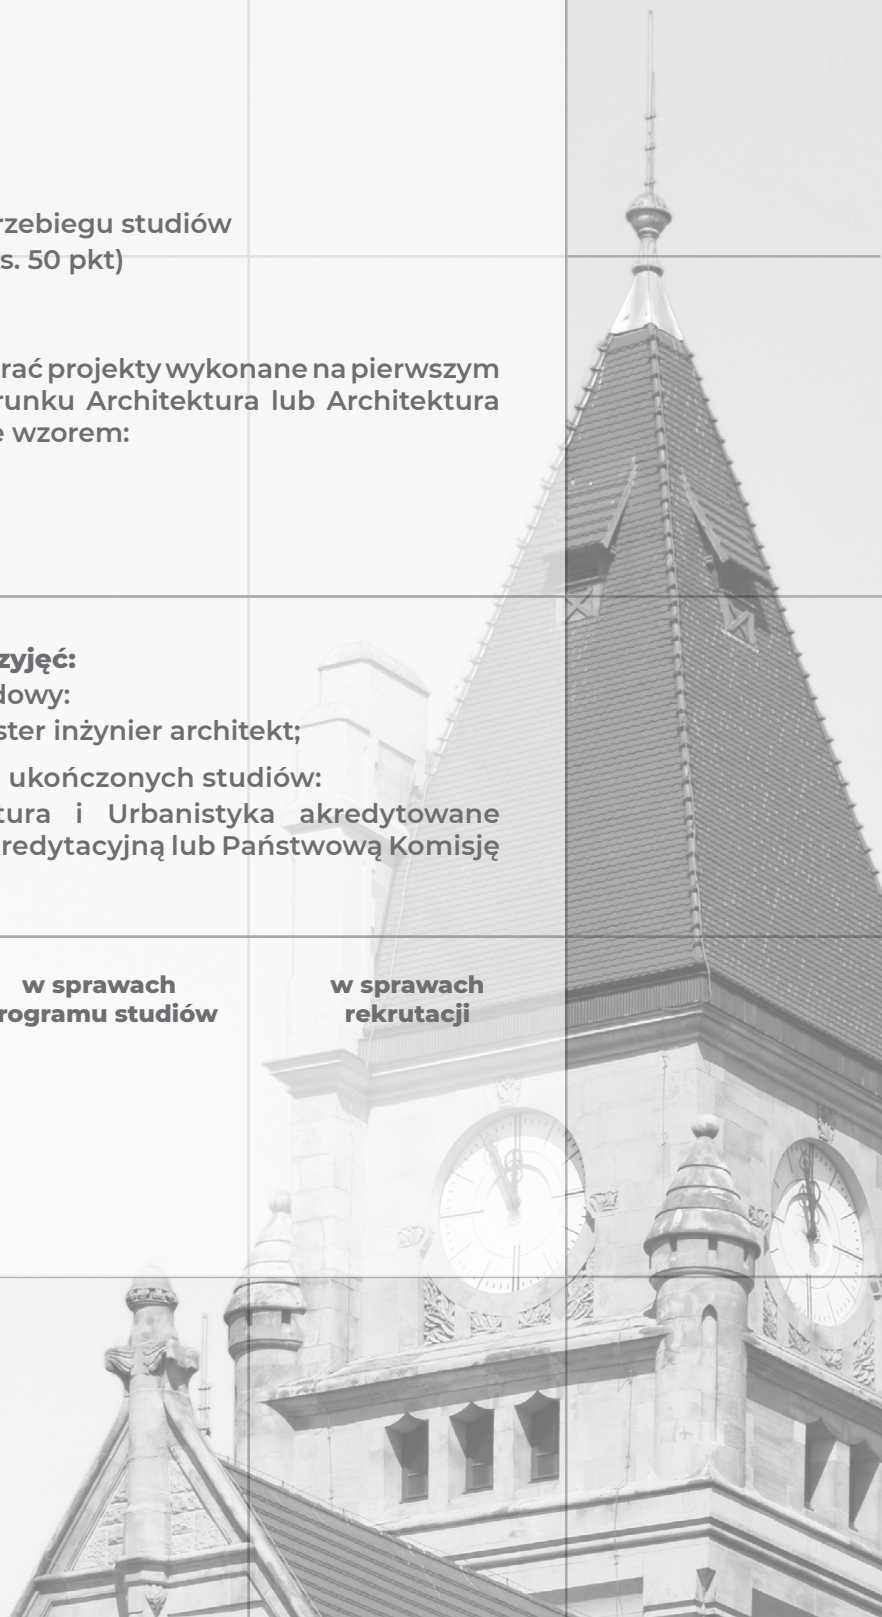 rzebiegu studiów
s. 50 pkt)
rać projekty wykonane na pierwszym
runku Architektura lub Architektura
e wzorem:
zyjęć:
dowy:
ster inżynier architekt;
ukończonych studiów:
tura i Urbanistyka akredytowane
kredytacyjną lub Państwową Komisję
w sprawach
rogramu studiów
w sprawach
rekrutacji